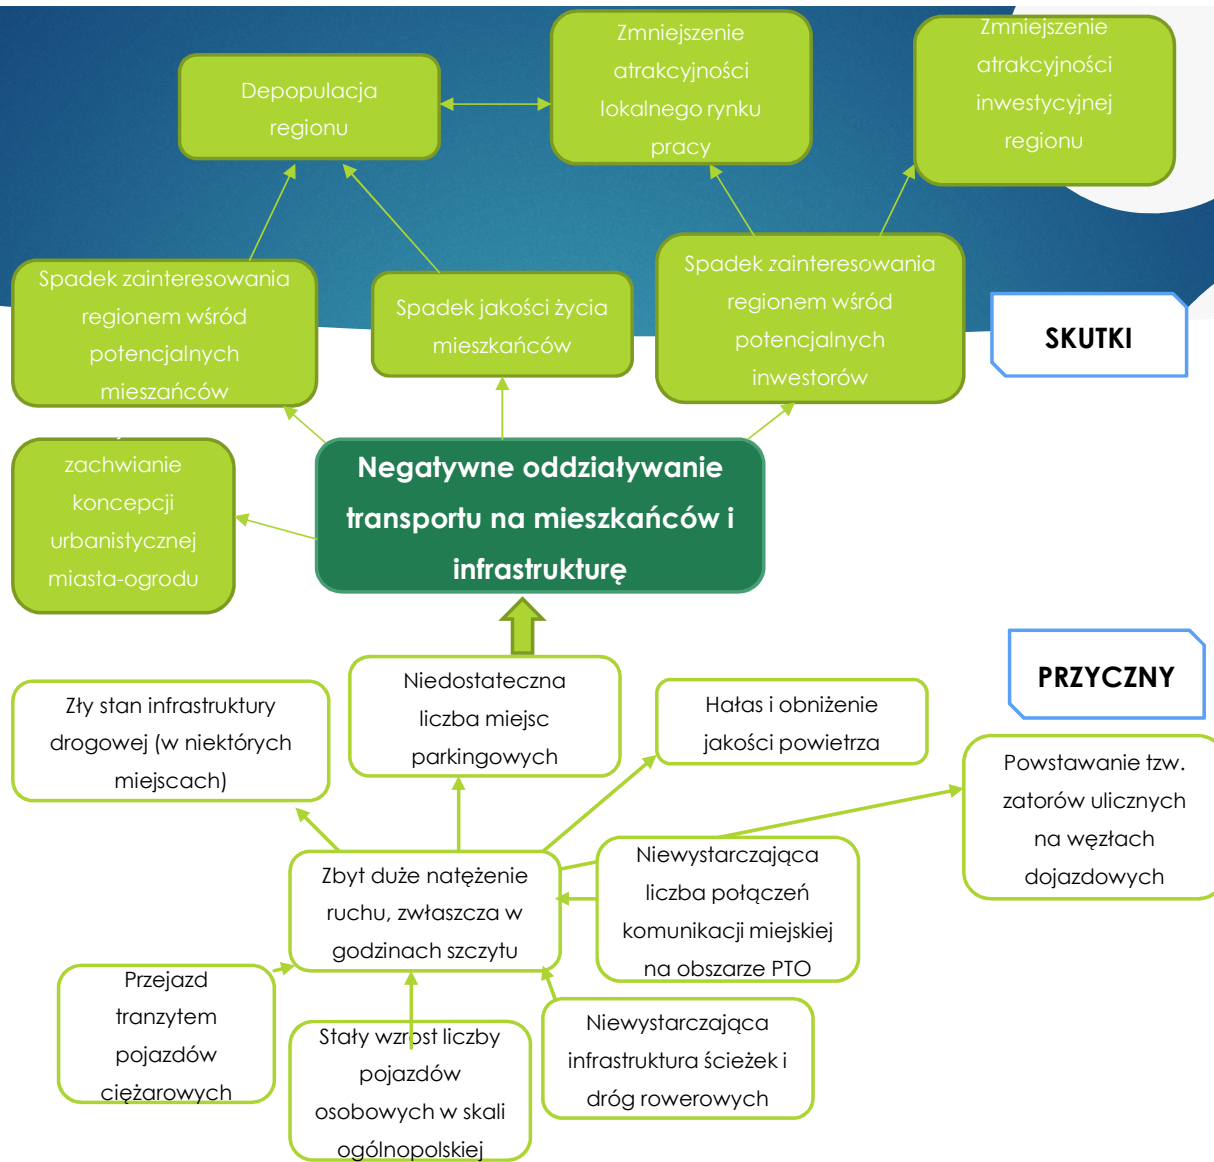 Depopulacja
regionu
Zmniejszenie
atrakcyjności
lokalnego rynku
pracy
Zmniejszenie
atrakcyjności
inwestycyjnej
regionu
Spadek zainteresowania
regionem wśród
potencjalnych
mieszańców
Spadek jakości życia
mieszkańców
Spadek zainteresowania
regionem wśród
potencjalnych
inwestorów
SKUTKI
zachwianie
koncepcji
urbanistycznej
miasta-ogrodu
Negatywne oddziaływanie
transportu na mieszkańców i
infrastrukturę
PRZYCZNY
Zły stan infrastruktury
drogowej (w niektórych
miejscach)
Niedostateczna
liczba miejsc
parkingowych
Hałas i obniżenie
jakości powietrza
Powstawanie tzw.
zatorów ulicznych
na węzłach
dojazdowych
Zbyt duże natężenie
ruchu, zwłaszcza w
godzinach szczytu
Niewystarczająca
liczba połączeń
komunikacji miejskiej
na obszarze PTO
Przejazd
tranzytem
pojazdów
ciężarowych
Stały wzrost liczby
pojazdów
osobowych w skali
ogólnopolskiej
Niewystarczająca
infrastruktura ścieżek i
dróg rowerowych